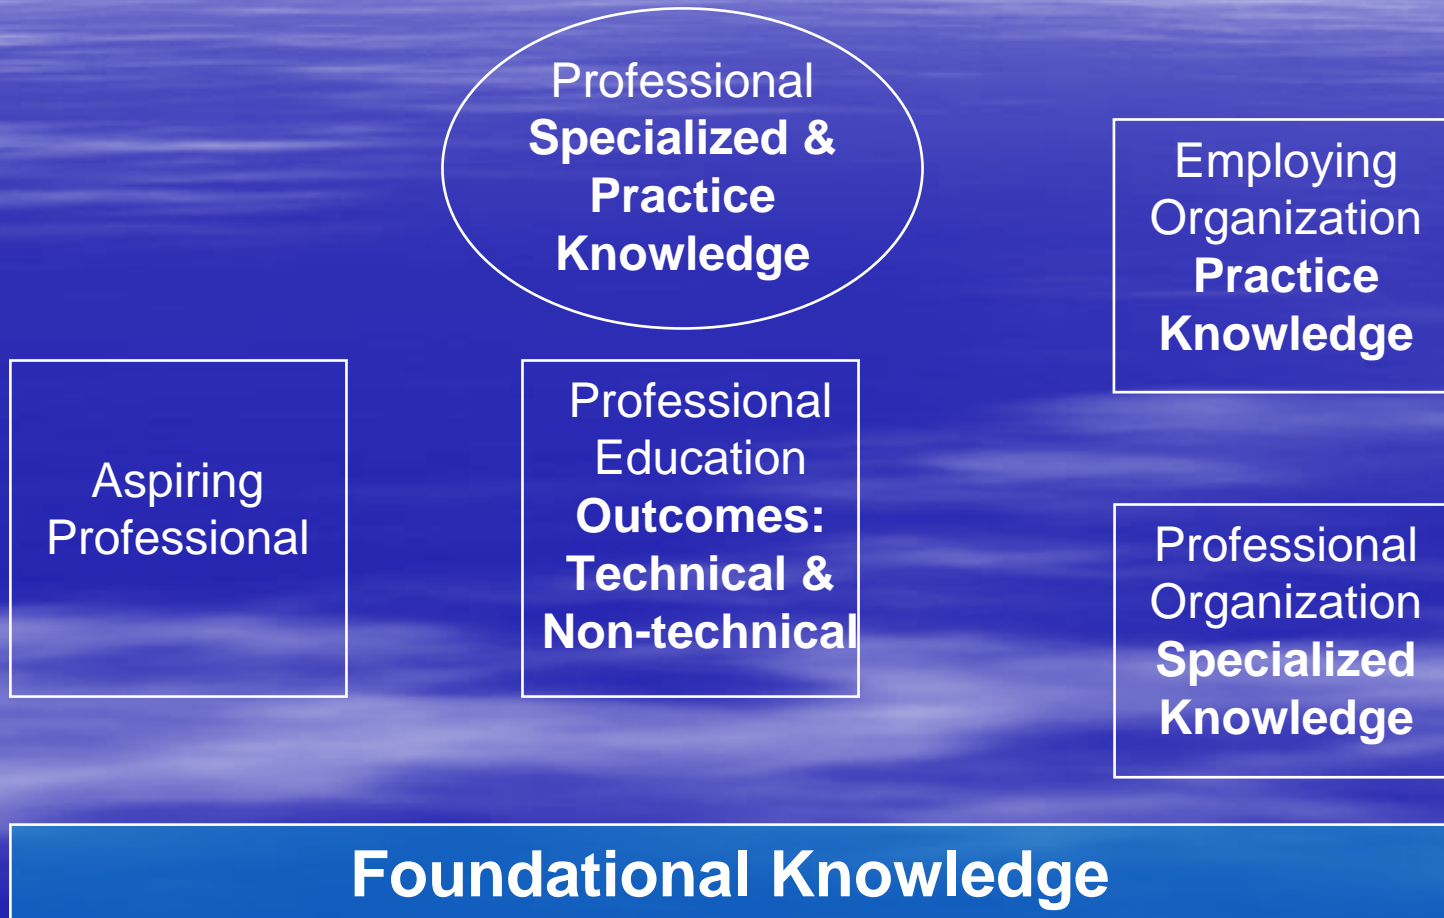 Professional
Specialized &
Practice
Knowledge
Employing
Organization
Practice
Knowledge
Aspiring
Professional
Professional
Education
Outcomes:
Technical &
Non-technical
Professional
Organization
Specialized
Knowledge
Foundational Knowledge